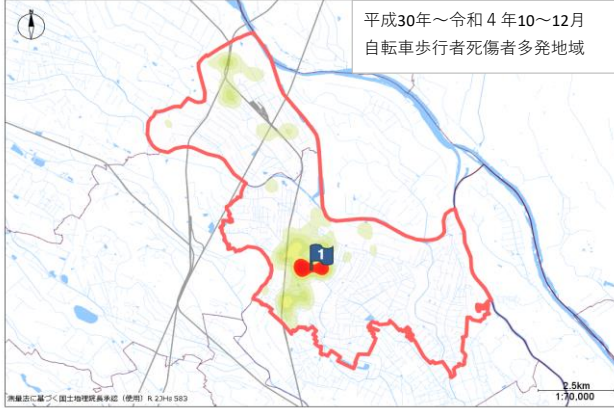 平成30年～令和４年10～12月
自転車歩行者死傷者多発地域
1
2.5km
1:70,000
測量法に基づく国土地理院長承認（使用）R 2JHs 583